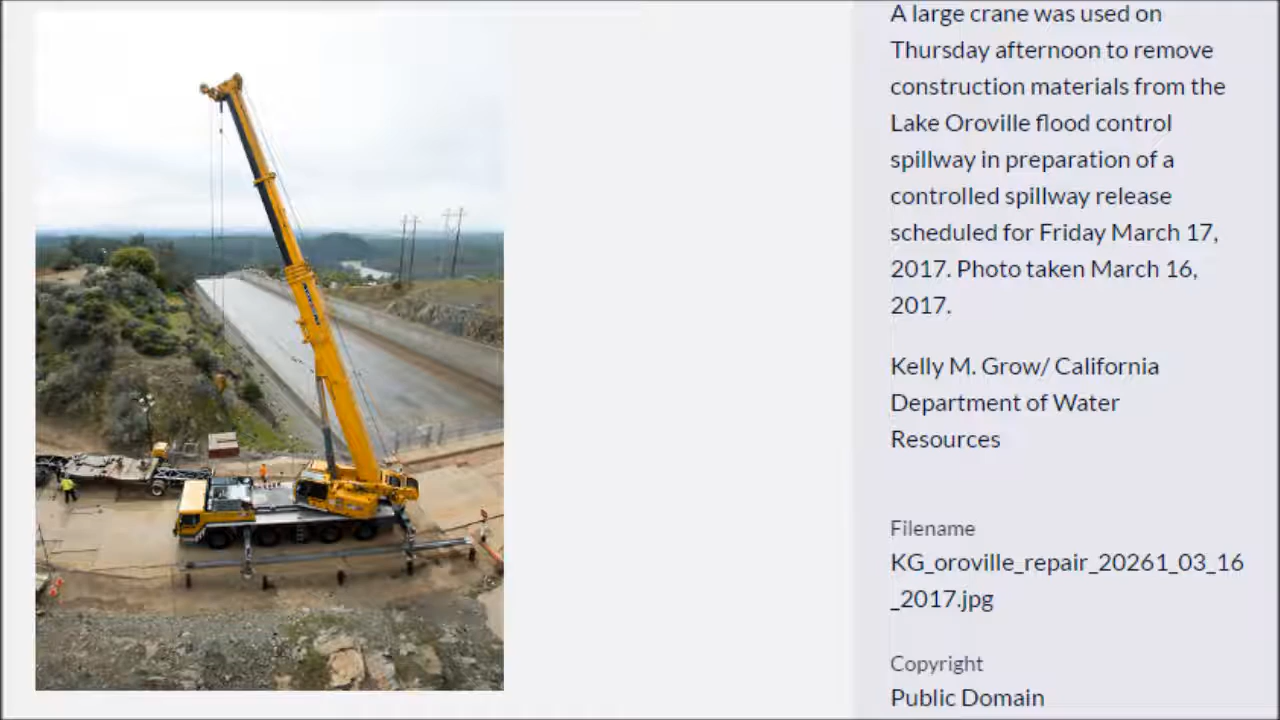 A large crane was used on
Thursday afternoon to remove
construction materials from the
Lake Oroville flood control
spillway in preparation of a
controlled spillway release
scheduled for Friday March 17,
2017. Photo taken March 16,
2017.
Kelly M. Grow/ California
Department of Water
Resources
Filename
KG_oroville_repair_20261_03_16
_2017.jpg
Copyright
Public Domain